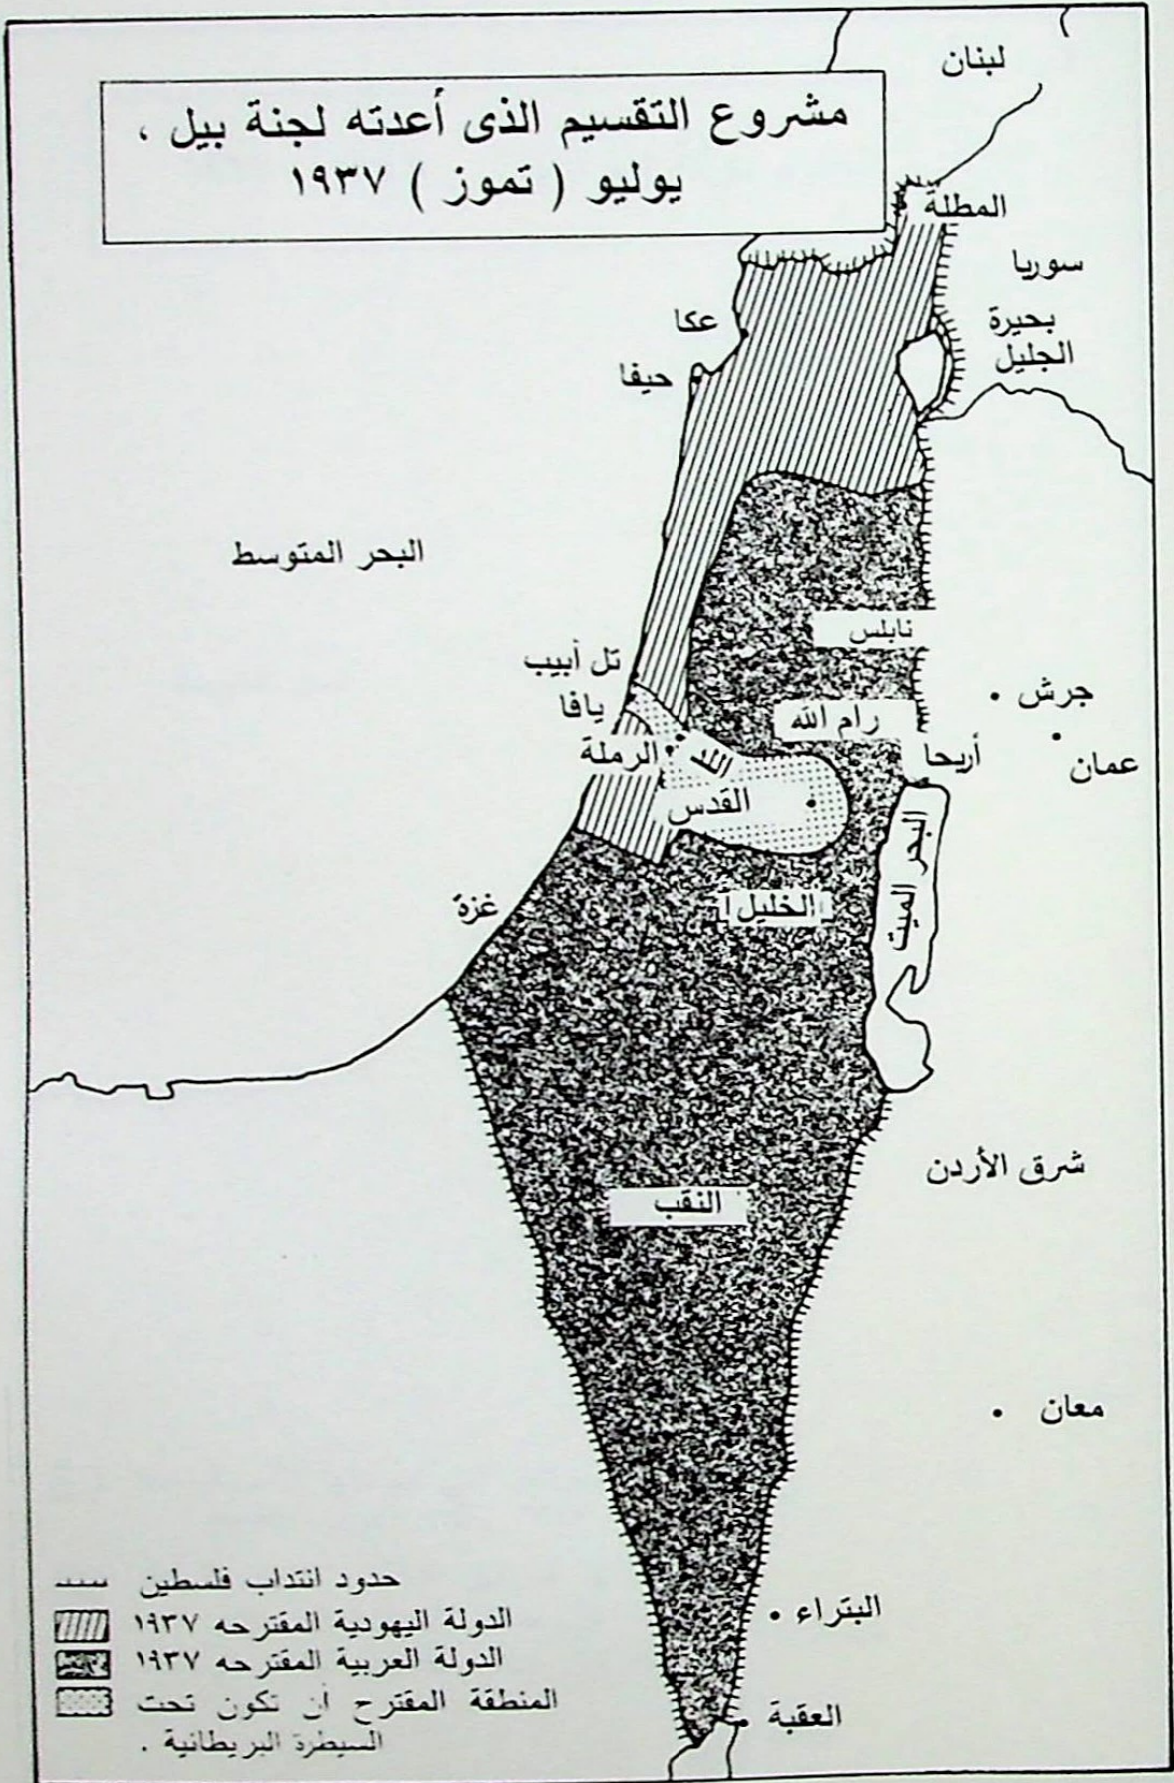 لبنان
مشروع التقسيم الذى أعدته لجنة بيل ،
يوليو ( تموز ) ١٩٣٧
المطلة
سوريا
عكا
بحيرة
الجليل
حيفا
البحر المتوسط
نابلس
تل أبيب
جرش
يافا
رام الله
الرملة
أريحا
عمان
اللد
القدس
البحر الميت
غزة
الخليل
شرق الأردن
النقب
معان
حدود انتداب فلسطين
الدولة اليهودية المقترحه ١٩٣٧
البتراء
الدولة العربية المقترحه ١٩٣٧
المنطقة المقترح ان تكون تحت
السيطرة البريطانية .
العقبة